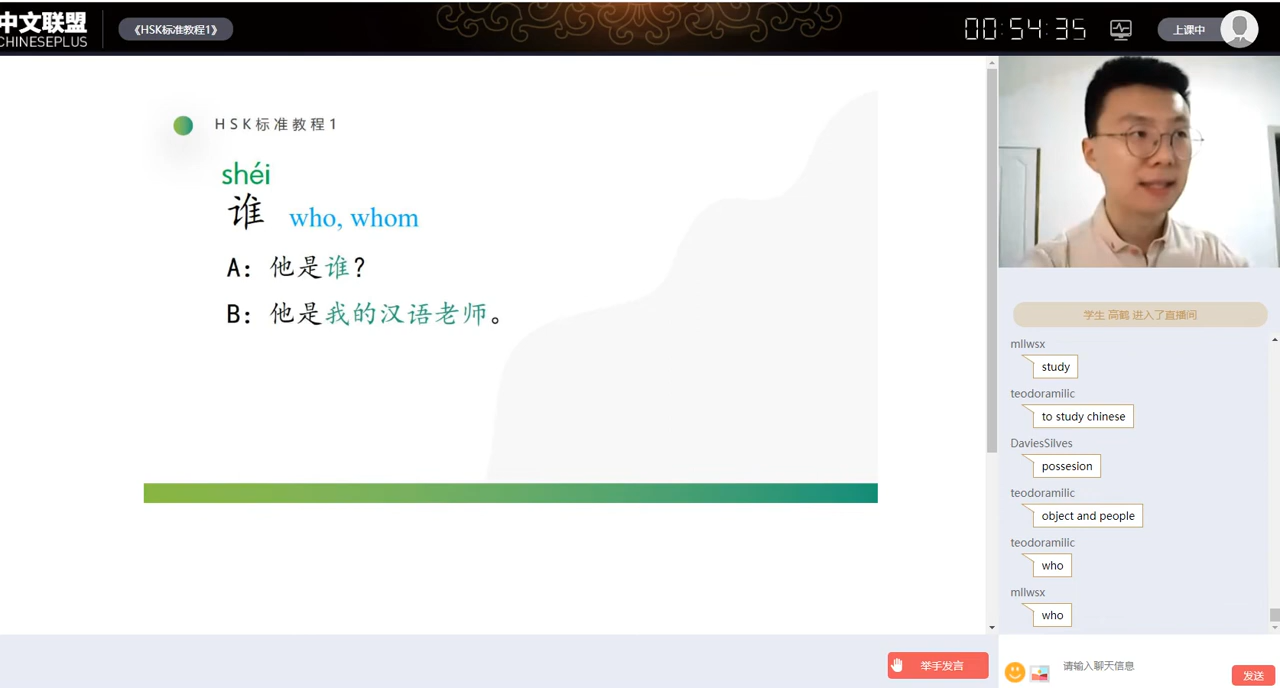 中文联盟
CHINESEPLUS
《HSK标准教程1》
00:54:35
上课中
HSK标准教程1
shéi
谁 who, whom
A：他是谁？
B：他是我的汉语老师。
学生 高鹤 进入了直播间
mllwsx
study
teodoramilic
to study chinese
DaviesSilves
possesion
teodoramilic
object and people
teodoramilic
who
mllwsx
who
举手发言
请输入聊天信息
发送